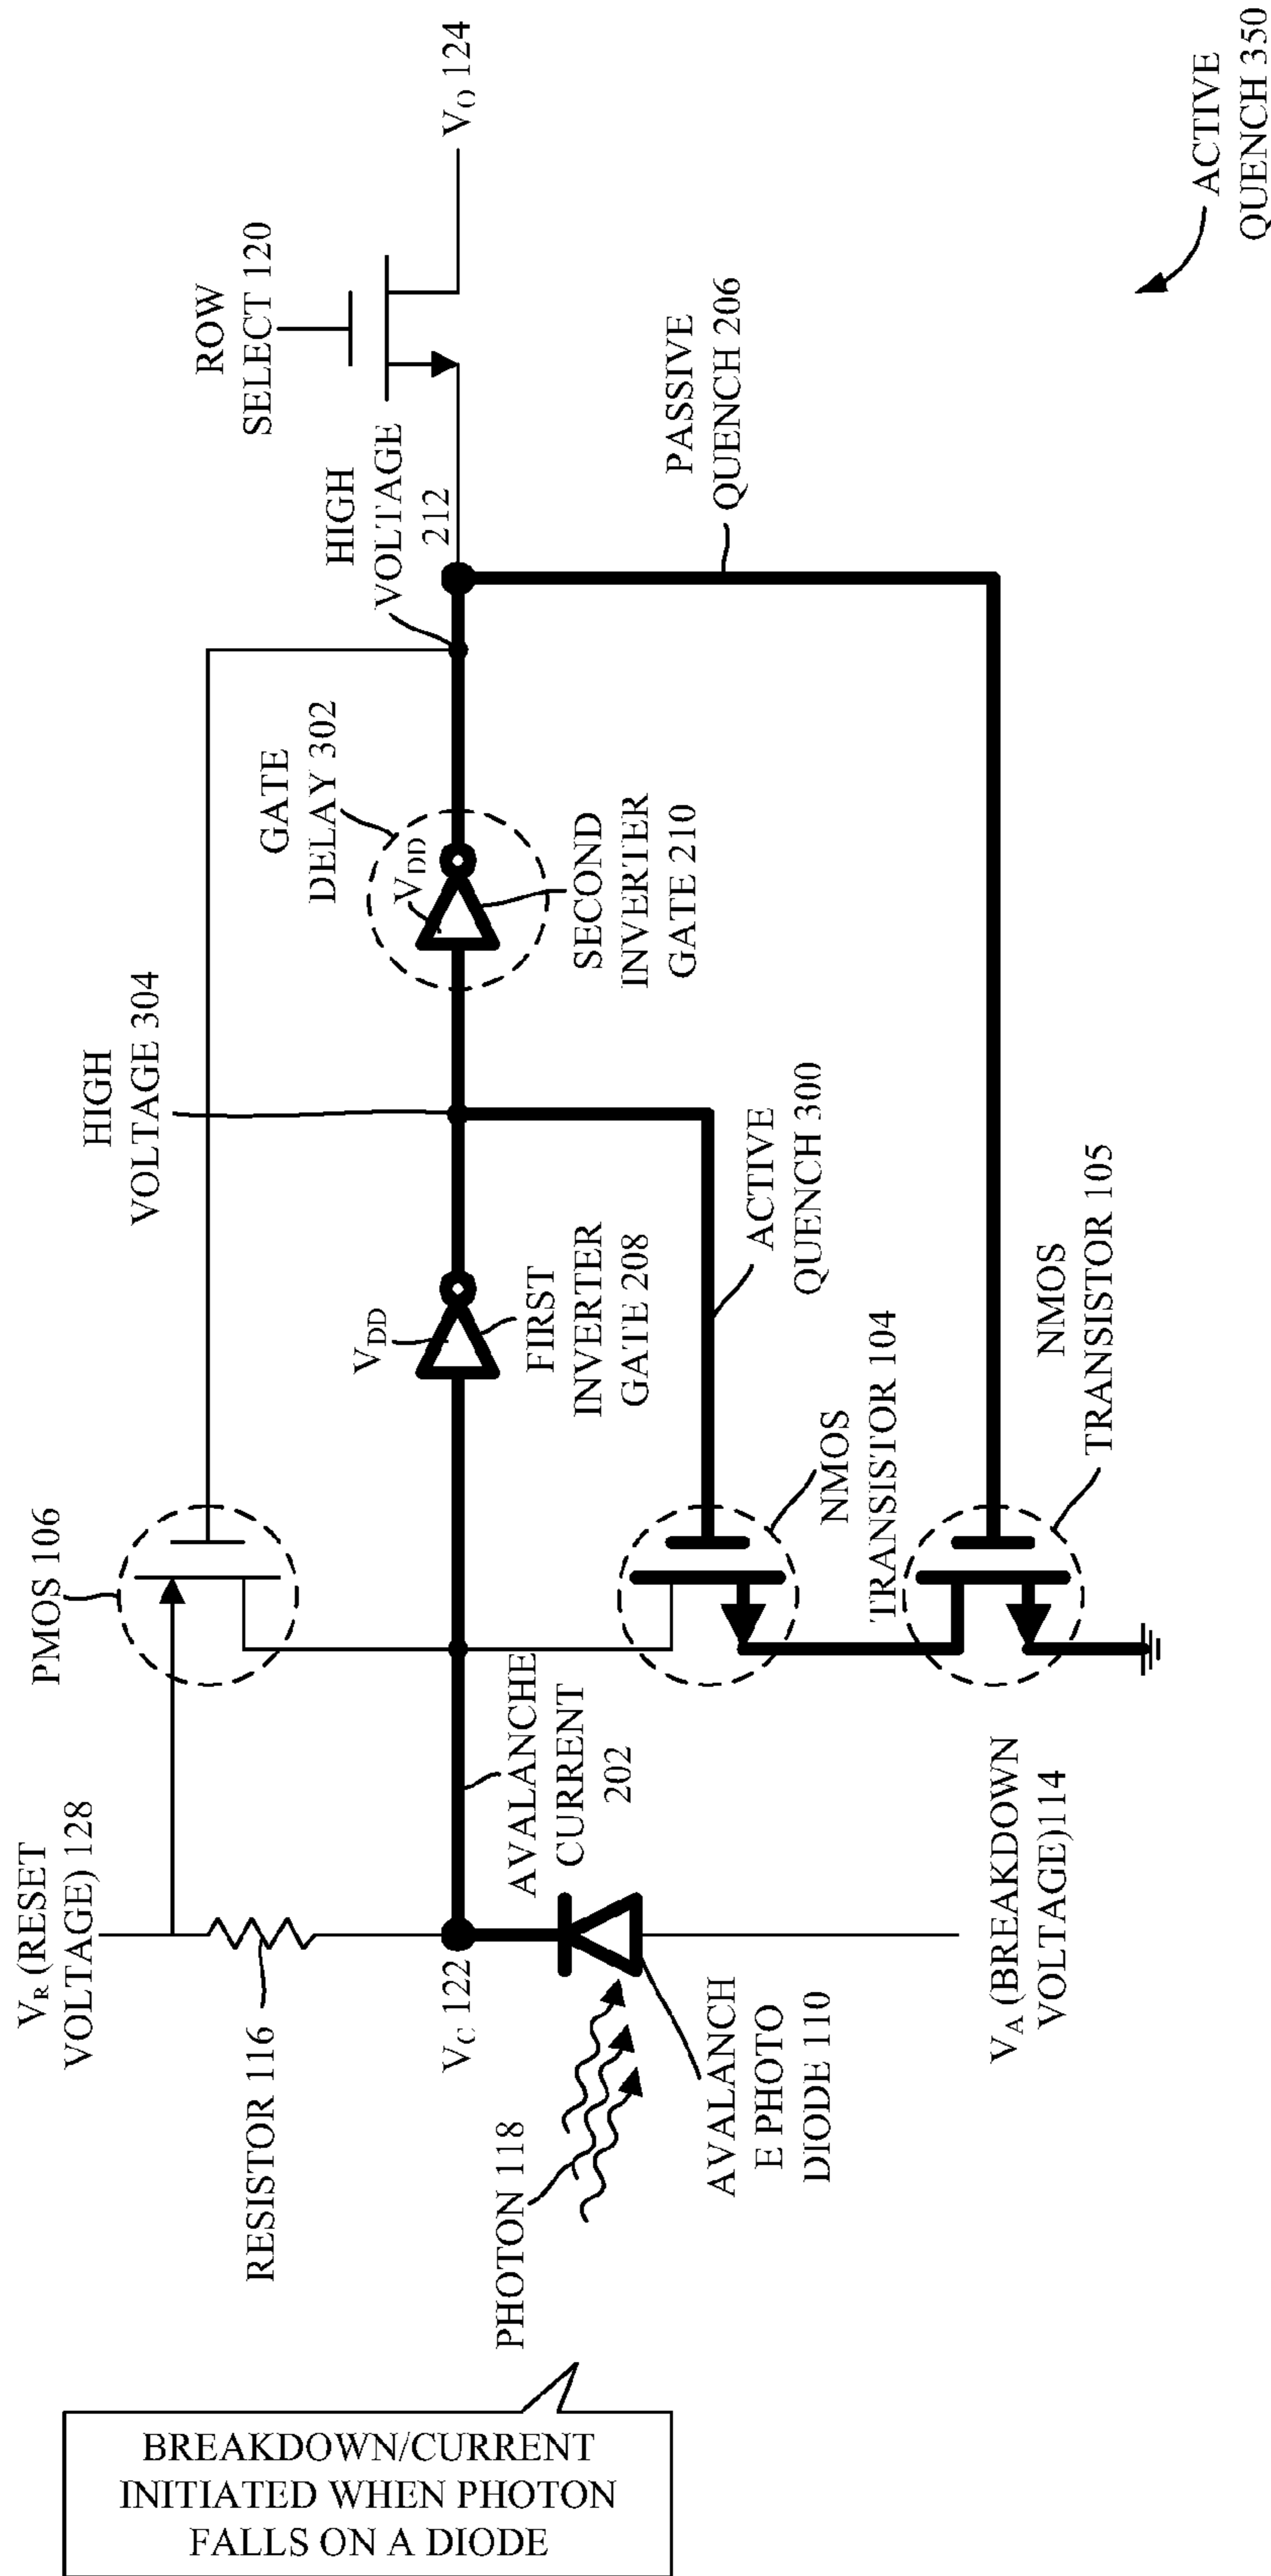 BREAKDOWN/CURRENT
INITIATED WHEN PHOTON
FALLS ON A DIODE
V_R (RESET
VOLTAGE) 128
RESISTOR 116
V_C 122
PHOTON 118
AVALANCH
E PHOTO
DIODE 110
V_A (BREAKDOWN
VOLTAGE)114
AVALANCHE
CURRENT
202
PMOS 106
NMOS
TRANSISTOR 104
NMOS
TRANSISTOR 105
V_DD
FIRST
INVERTER
GATE 208
HIGH
VOLTAGE 304
ACTIVE
QUENCH 300
GATE
DELAY 302
V_DD
SECOND
INVERTER
GATE 210
HIGH
VOLTAGE
212
PASSIVE
QUENCH 206
ROW
SELECT 120
V_O 124
ACTIVE
QUENCH 350